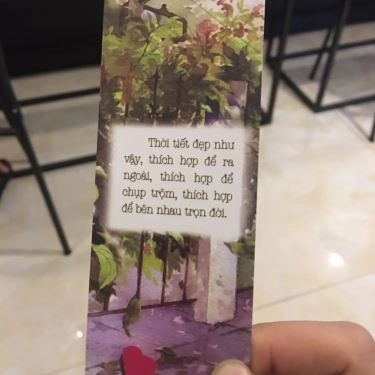 Thời tiết đẹp như
vậy, thích hợp để ra
ngoài, thích hợp để
chụp trộm, thích hợp
để bên nhau trọn đời.